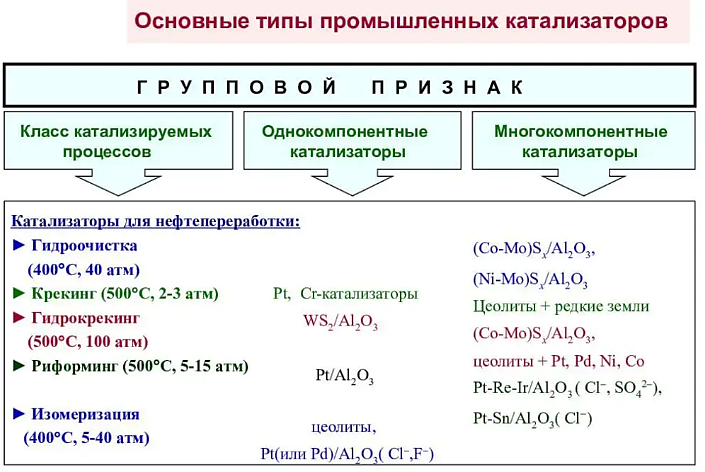 Основные типы промышленных катализаторов
ГРУППОВОЙ ПРИЗНАК
Класс катализируемых
процессов
Однокомпонентные
катализаторы
Многокомпонентные
катализаторы
Катализаторы для нефтепереработки:
► Гидроочистка
(400°С, 40 атм)
(Co-Mo)Sₓ/Al₂O₃,
(Ni-Mo)Sₓ/Al₂O₃
► Крекинг (500°С, 2-3 атм)
Pt, Cr-катализаторы
Цеолиты + редкие земли
► Гидрокрекинг
(500°С, 100 атм)
WS₂/Al₂O₃
(Co-Mo)Sₓ/Al₂O₃,
цеолиты + Pt, Pd, Ni, Co
► Риформинг (500°С, 5-15 атм)
Pt/Al₂O₃
Pt-Re-Ir/Al₂O₃ ( Cl⁻, SO₄²⁻),
Pt-Sn/Al₂O₃( Cl⁻)
► Изомеризация
(400°С, 5-40 атм)
цеолиты,
Pt(или Pd)/Al₂O₃( Cl⁻,F⁻)